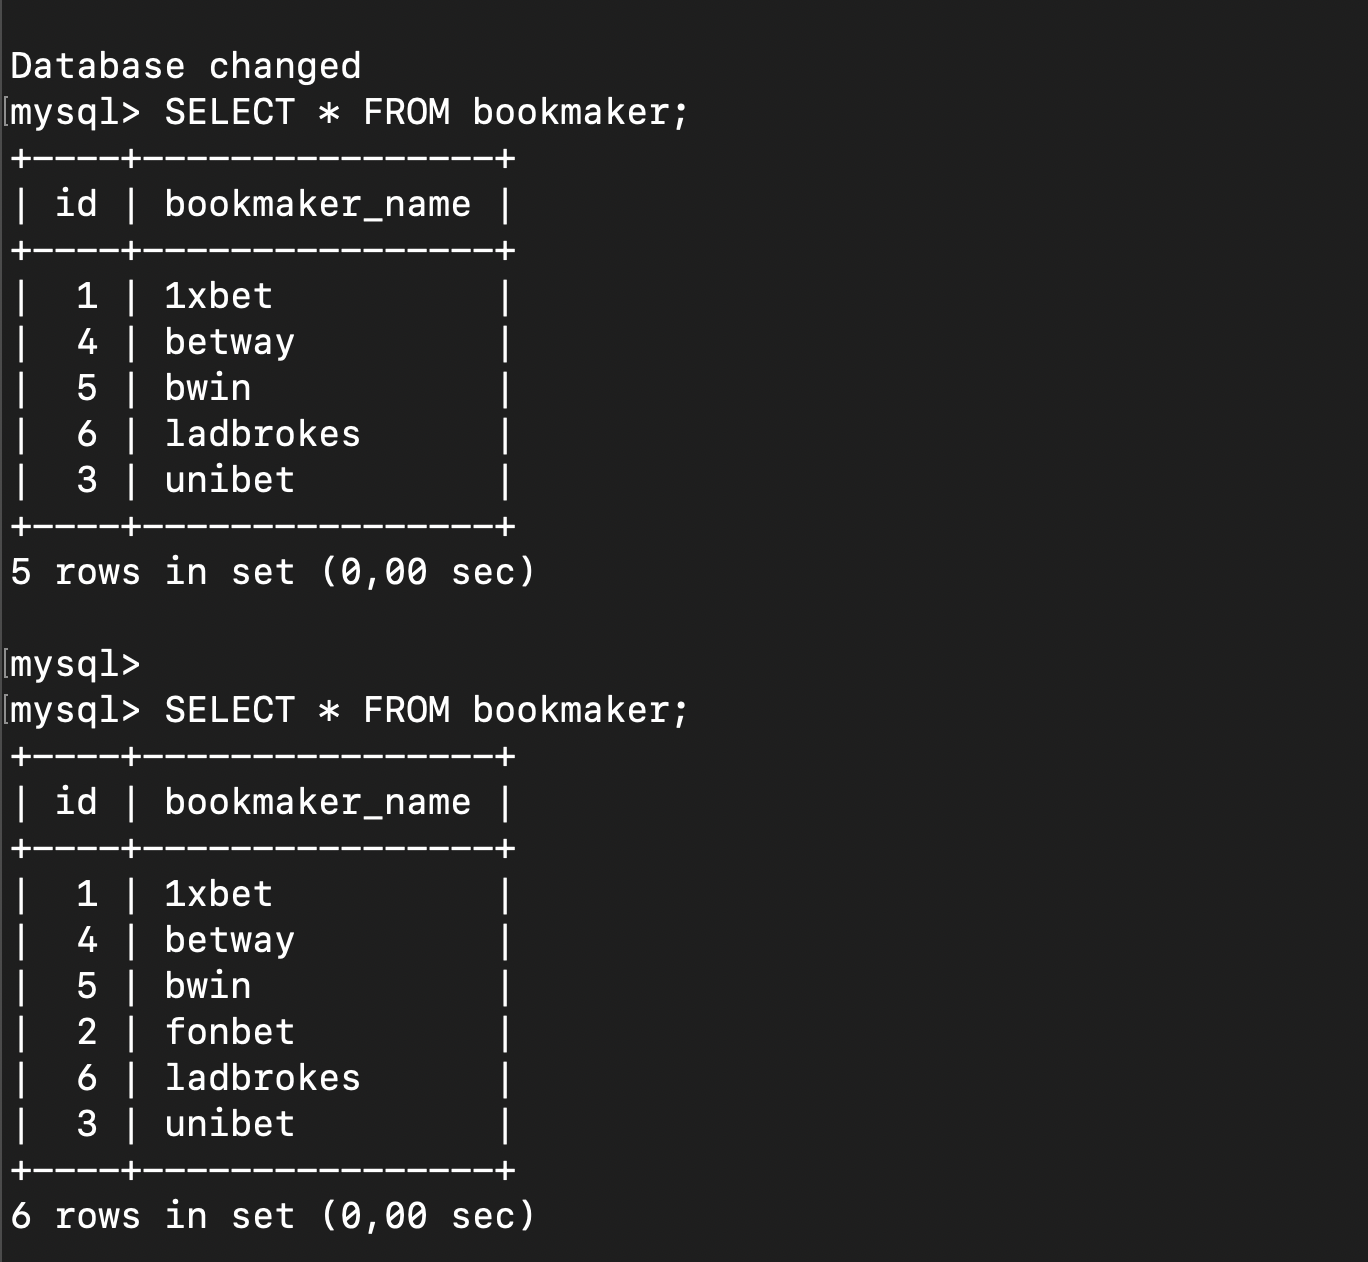 Database changed
[mysql> SELECT * FROM bookmaker;
+----+----------------+
| id | bookmaker_name |
+----+----------------+
|  1 | 1xbet          |
|  4 | betway         |
|  5 | bwin           |
|  6 | ladbrokes      |
|  3 | unibet         |
+----+----------------+
5 rows in set (0,00 sec)
[mysql>
[mysql> SELECT * FROM bookmaker;
+----+----------------+
| id | bookmaker_name |
+----+----------------+
|  1 | 1xbet          |
|  4 | betway         |
|  5 | bwin           |
|  2 | fonbet         |
|  6 | ladbrokes      |
|  3 | unibet         |
+----+----------------+
6 rows in set (0,00 sec)